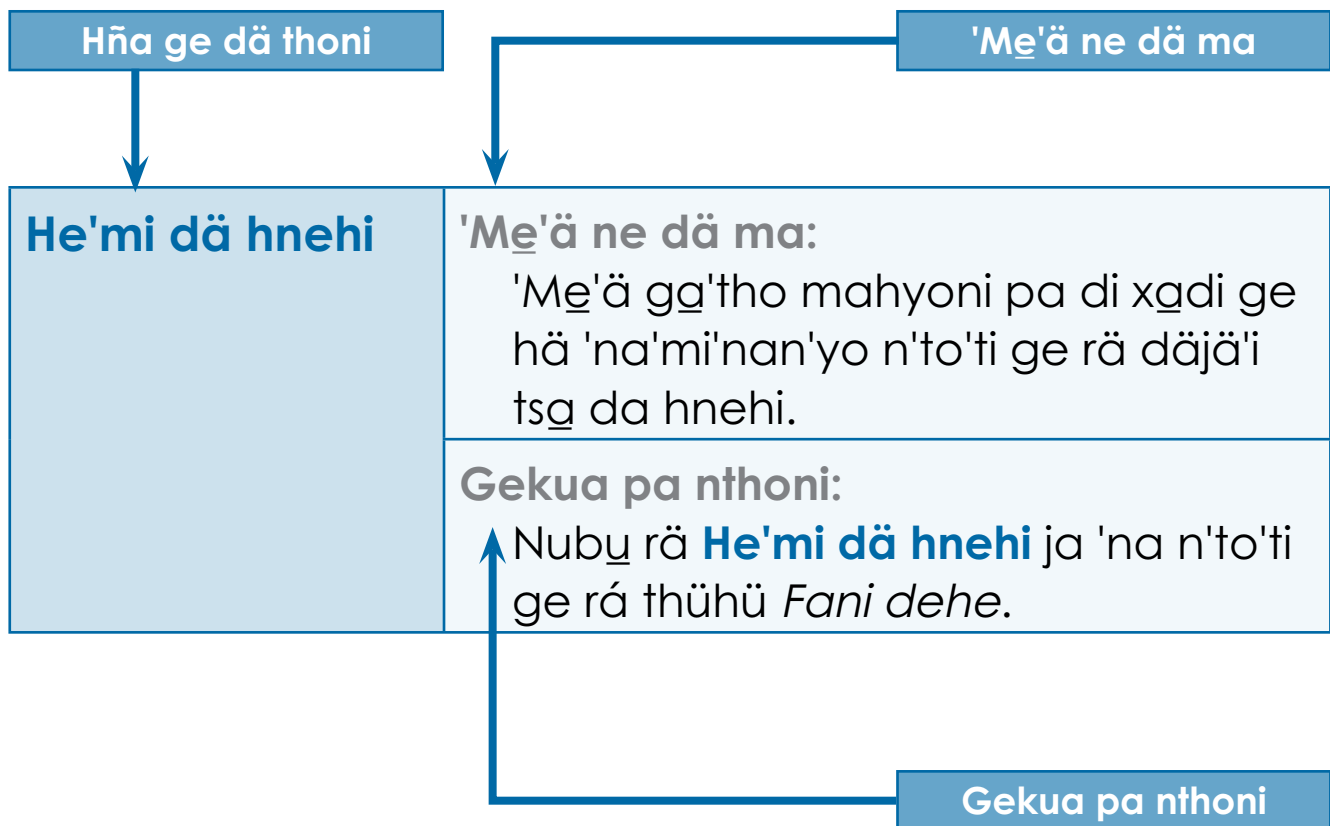 Hña ge dä thoni
'Me̲'ä ne dä ma
He'mi dä hnehi
'Me̲'ä ne dä ma:
'Me̲'ä ga̲'tho mahyoni pa di xa̲di ge
hä 'na'mi'nan'yo n'to'ti ge rä däjä'i
tsa̲ da hnehi.
Gekua pa nthoni:
Nubu̲ rä He'mi dä hnehi ja 'na n'to'ti
ge rá thühü Fani dehe.
Gekua pa nthoni